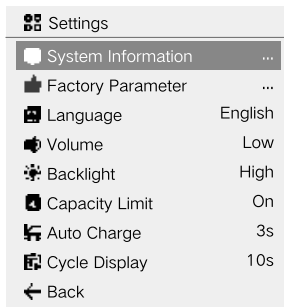 Settings
System Information ...
Factory Parameter ...
Language English
Volume Low
Backlight High
Capacity Limit On
Auto Charge 3s
Cycle Display 10s
Back